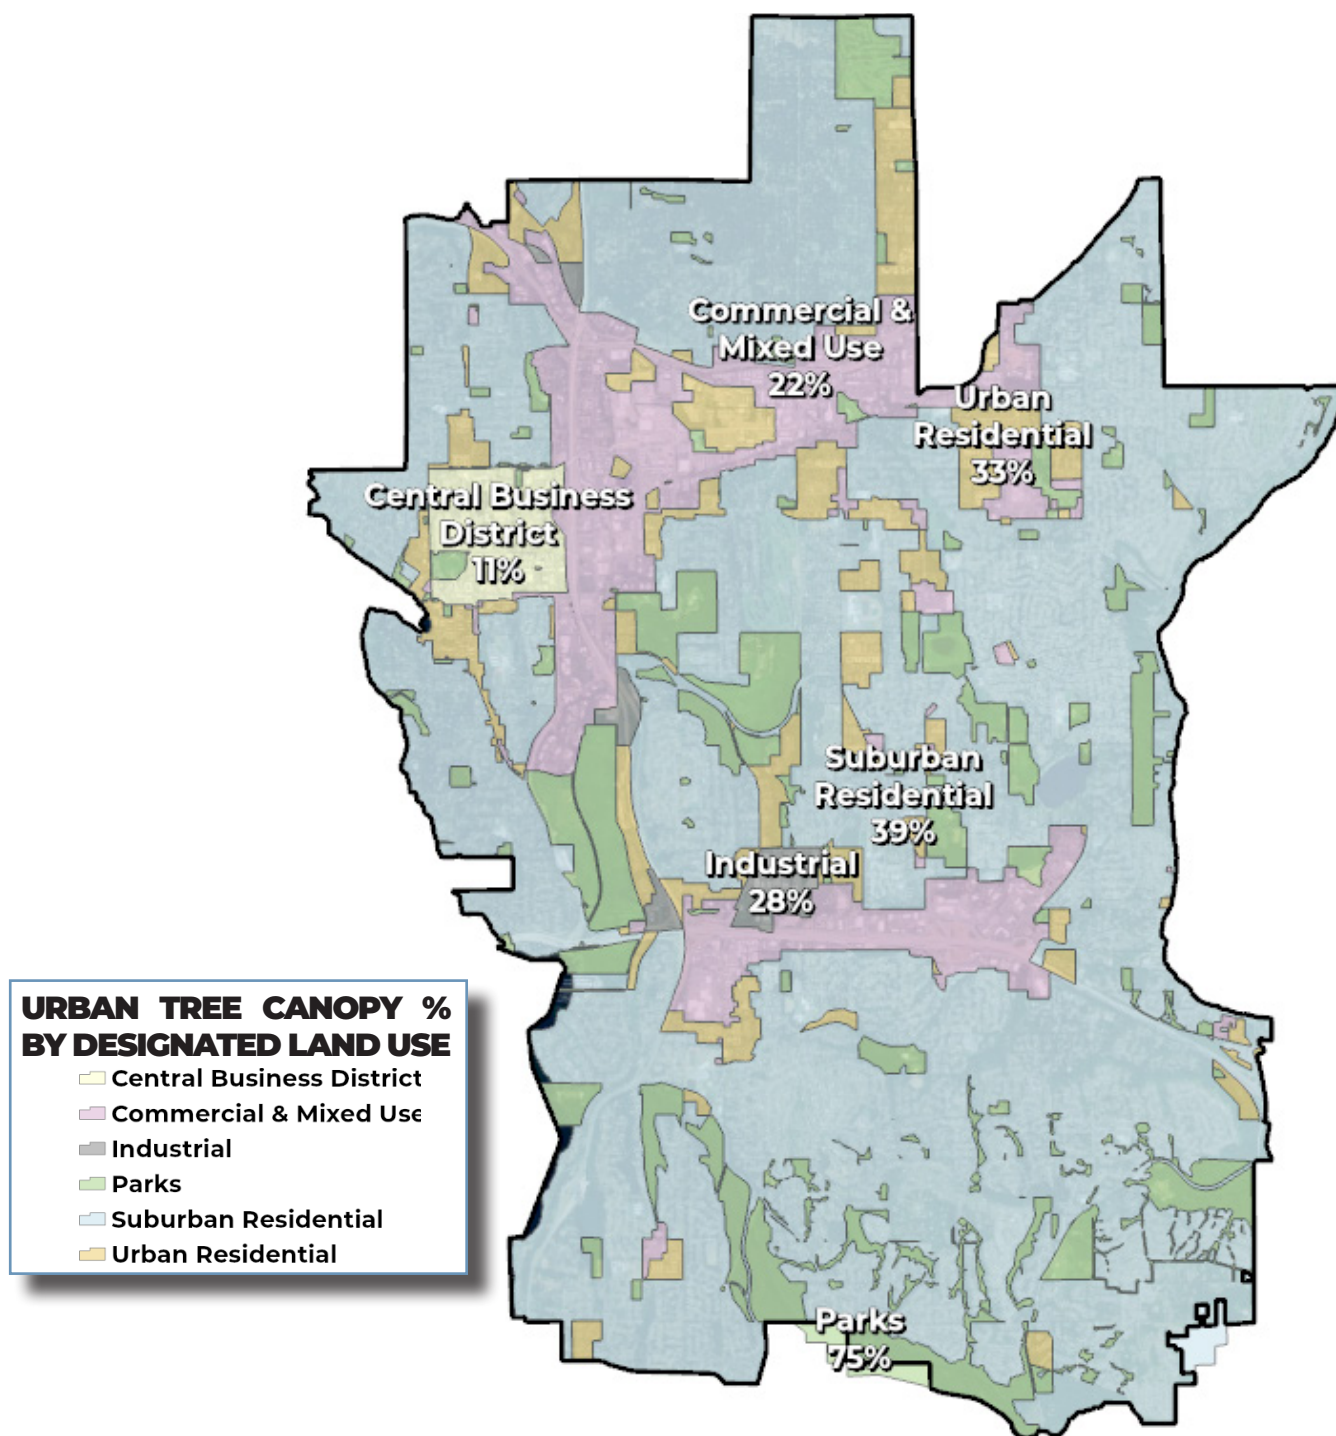 Commercial &
Mixed Use
22%
Urban
Residential
33%
Central Business
District
11%
Suburban
Residential
39%
Industrial
28%
Parks
75%
URBAN TREE CANOPY %
BY DESIGNATED LAND USE
Central Business District
Commercial & Mixed Use
Industrial
Parks
Suburban Residential
Urban Residential